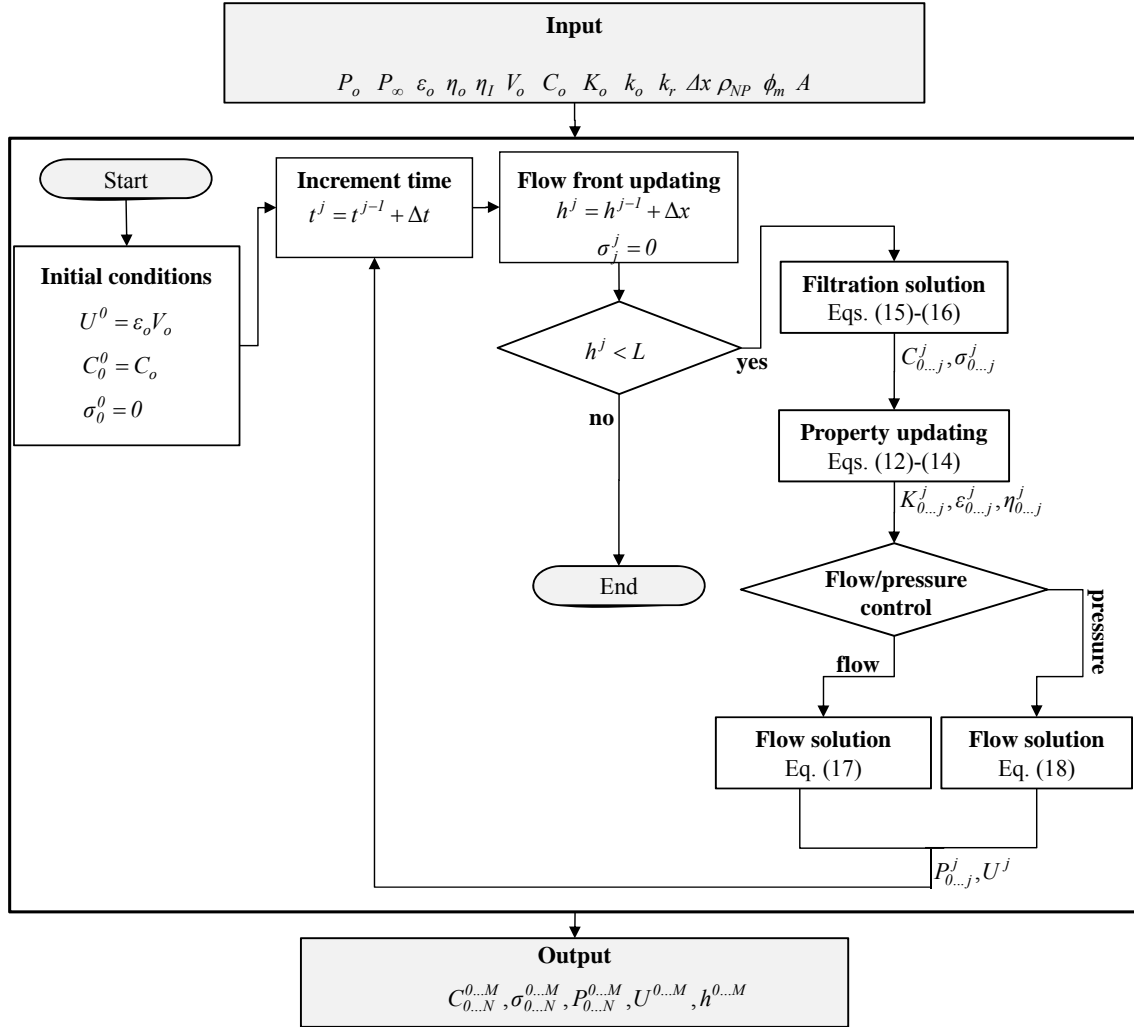 Input
P_o P_∞ ε_o η_o η_I V_o C_o K_o k_o k_r Δx ρ_NP ϕ_m A
Start
Initial conditions
U^0 = ε_o V_o
C_0^0 = C_o
σ_0^0 = 0
Increment time
t^j = t^{j-1} + Δt
Flow front updating
h^j = h^{j-1} + Δx
σ_j^j = 0
h^j < L
yes
no
End
Filtration solution
Eqs. (15)-(16)
C_{0...j}^j, σ_{0...j}^j
Property updating
Eqs. (12)-(14)
K_{0...j}^j, ε_{0...j}^j, η_{0...j}^j
Flow/pressure
control
flow
pressure
Flow solution
Eq. (17)
Flow solution
Eq. (18)
P_{0...j}^j, U^j
Output
C_{0...N}^{0...M}, σ_{0...N}^{0...M}, P_{0...N}^{0...M}, U^{0...M}, h^{0...M}